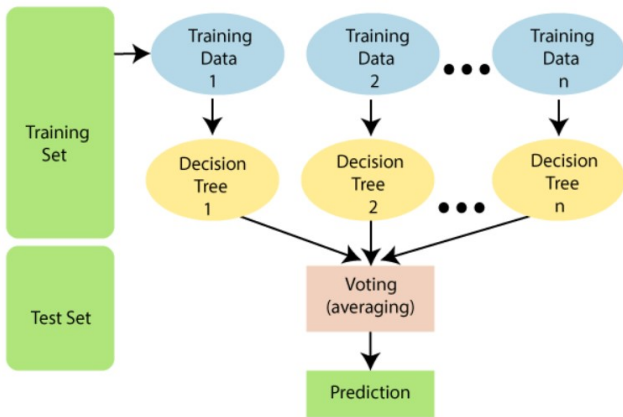 Training
Set
Test Set
Training
Data
1
Training
Data
2
Training
Data
n
Decision
Tree
1
Decision
Tree
2
Decision
Tree
n
Voting
(averaging)
Prediction